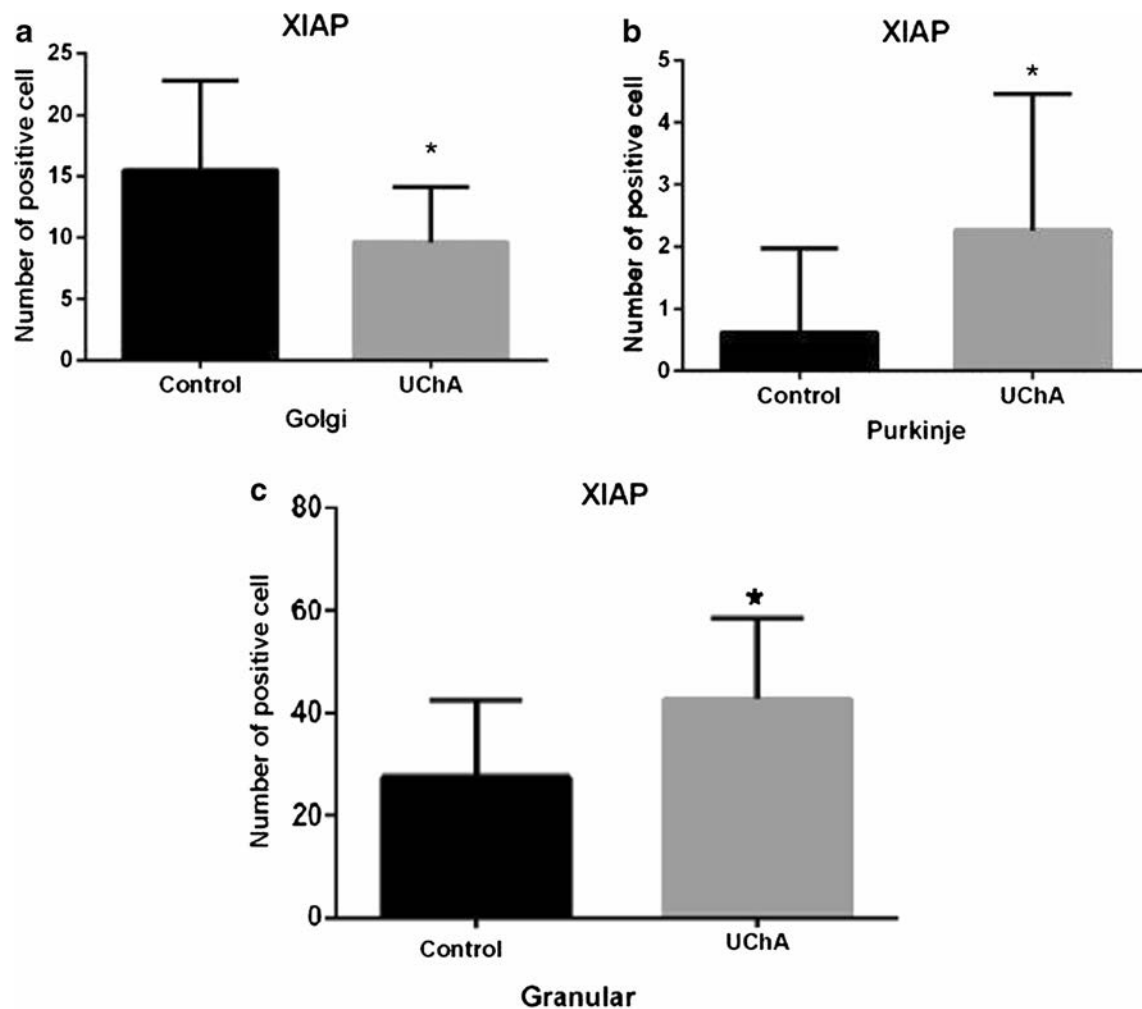 a
XIAP
Number of positive cell
25
20
15
10
5
0
*
Control
UChA
Golgi
b
XIAP
Number of positive cell
5
4
3
2
1
0
*
Control
UChA
Purkinje
c
XIAP
Number of positive cell
80
60
40
20
0
Control
UChA
Granular